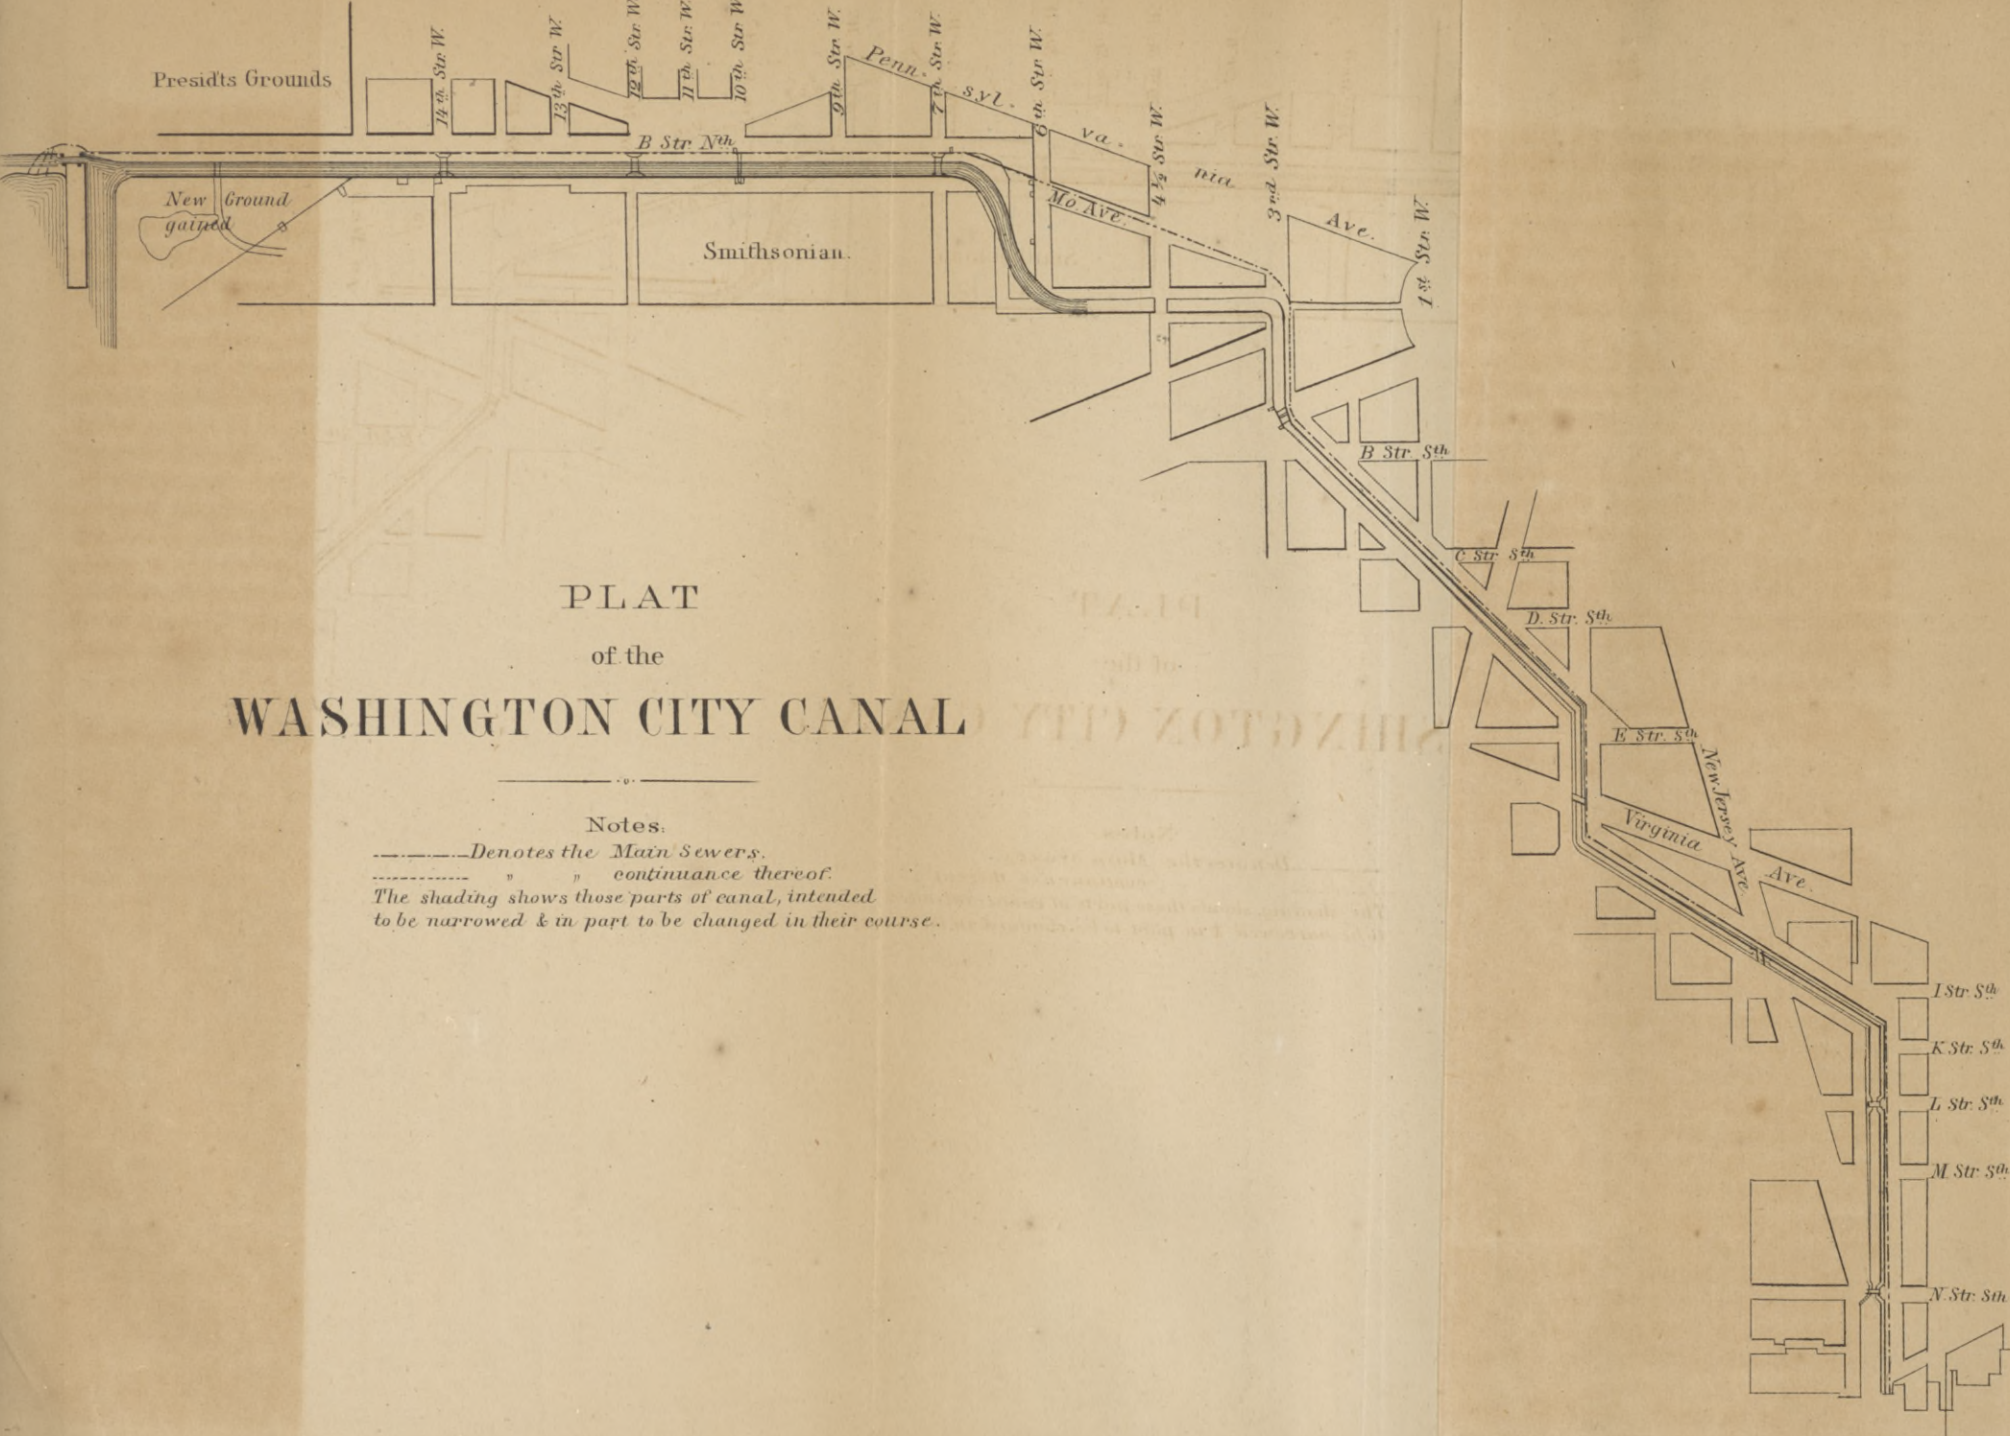 Presidts Grounds
14th Str. W.
13th Str W.
12th Str. W
11th Str. W.
10th Str. W
9th Str. W.
7th Str. W.
6th Str. W.
4½ Str. W.
3rd Str. W.
1st Str. W.
Penn-
syl-
va-
nia
Ave.
B Str. Nth
Mo Ave.
New Ground
gained
Smithsonian.
B Str. Sth
C Str Sth
D. Str. Sth
E Str. Sth
New Jersey Ave.
Virginia
Ave.
I Str. Sth
K Str. Sth
L Str. Sth
M Str. Sth
N Str. Sth
PLAT
of the
WASHINGTON CITY CANAL
Notes:
Denotes the Main Sewers.
" " continuance thereof.
The shading shows those parts of canal, intended
to be narrowed & in part to be changed in their course.